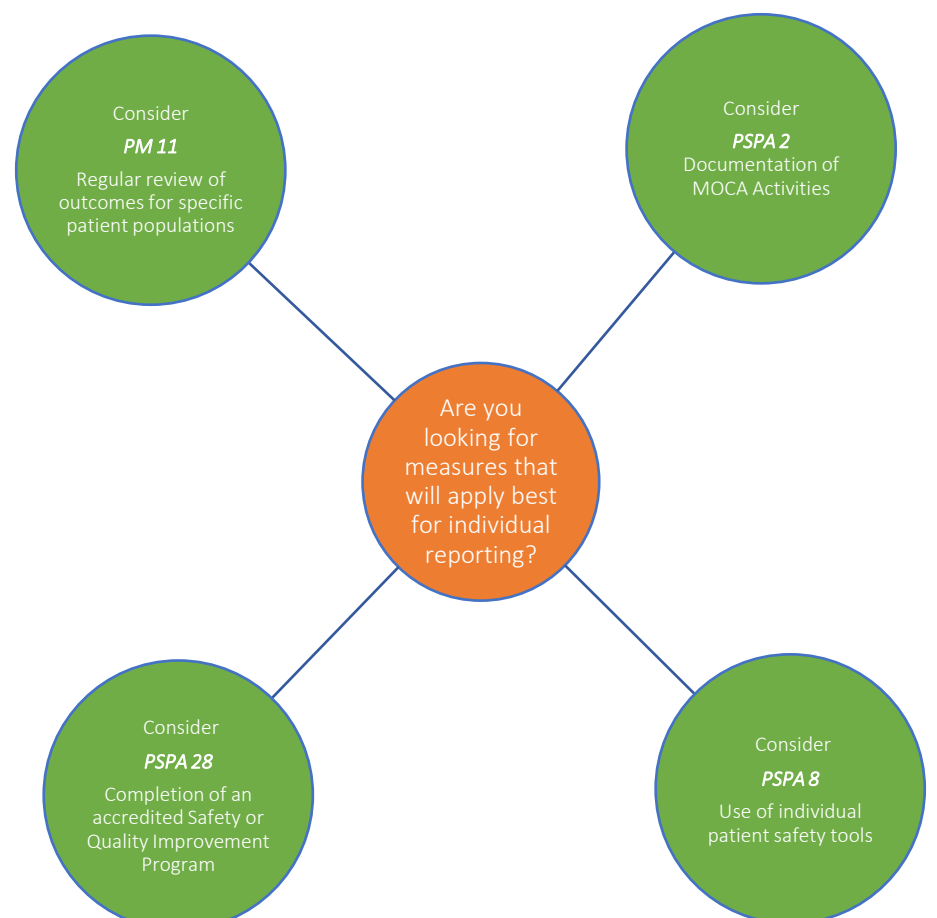 Consider
PM 11
Regular review of
outcomes for specific
patient populations
Consider
PSPA 2
Documentation of
MOCA Activities
Are you
looking for
measures that
will apply best
for individual
reporting?
Consider
PSPA 28
Completion of an
accredited Safety or
Quality Improvement
Program
Consider
PSPA 8
Use of individual
patient safety tools